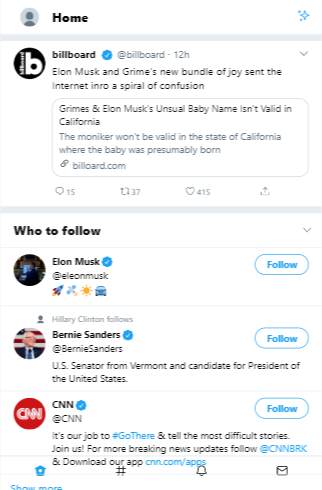 Home
billboard @billboard · 12h
Elon Musk and Grime's new bundle of joy sent the
Internet inro a spiral of confusion
Grimes & Elon Musk's Unsual Baby Name Isn't Valid in
California
The moniker won't be valid in the state of California
where the baby was presumably born
billoard.com
15 37 415
Who to follow
Elon Musk
@eleonmusk
Follow
Hillary Clinton follows
Bernie Sanders
@BernieSanders
Follow
U.S. Senator from Vermont and candidate for President of
the United States.
CNN
CNN
@CNN
Follow
It's our job to #GoThere & tell the most difficult stories.
Join us! For more breaking news updates follow @CNNBRK
& Download our app cnn.com/apps
Show more